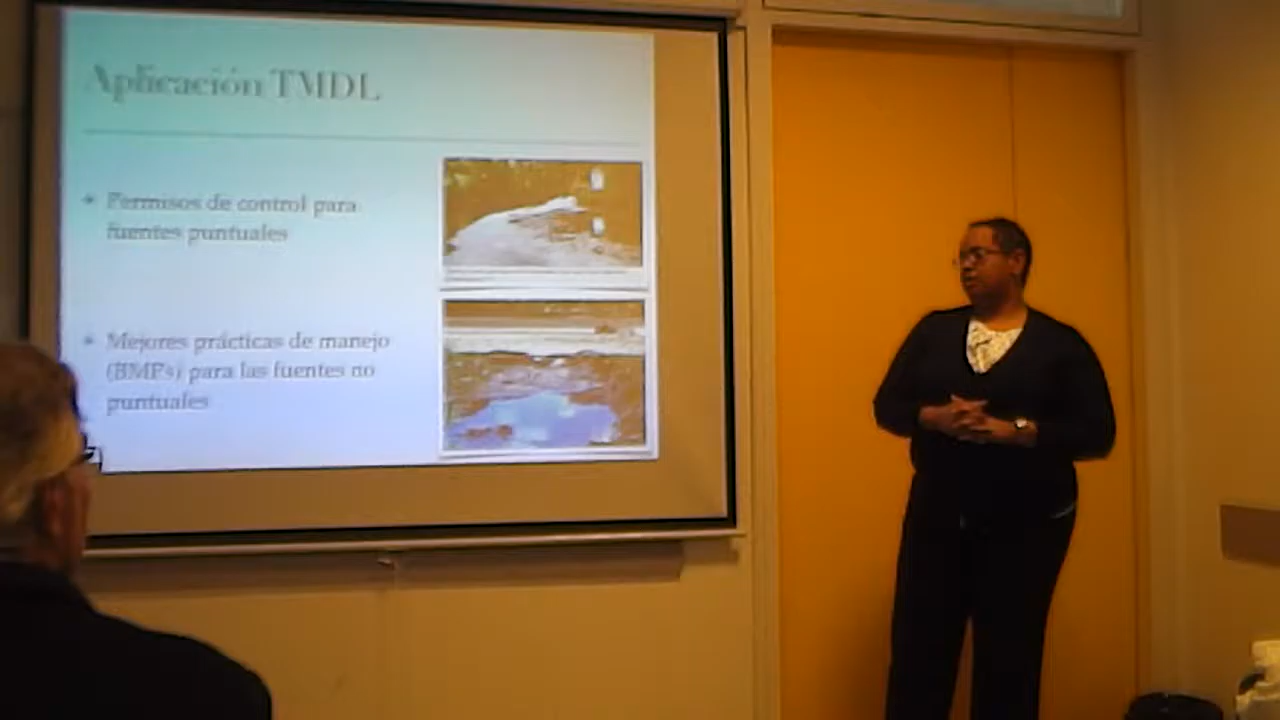 Aplicación TMDL
* Permisos de control para
fuentes puntuales
* Mejores prácticas de manejo
(BMPs) para las fuentes no
puntuales